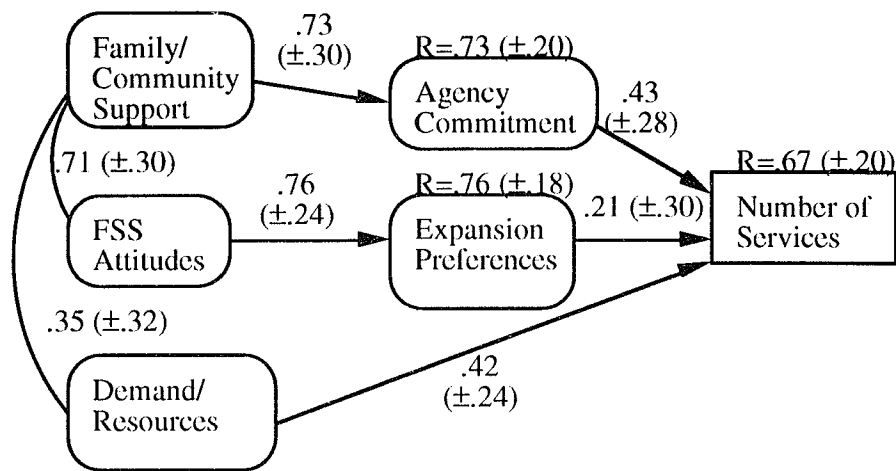 Family/
Community
Support
.73
(±.30)
R=.73 (±.20)
Agency
Commitment
.43
(±.28)
.71 (±.30)
FSS
Attitudes
.76
(±.24)
R=.76 (±.18)
Expansion
Preferences
.21 (±.30)
R=.67 (±.20)
Number of
Services
.35 (±.32)
Demand/
Resources
.42
(±.24)